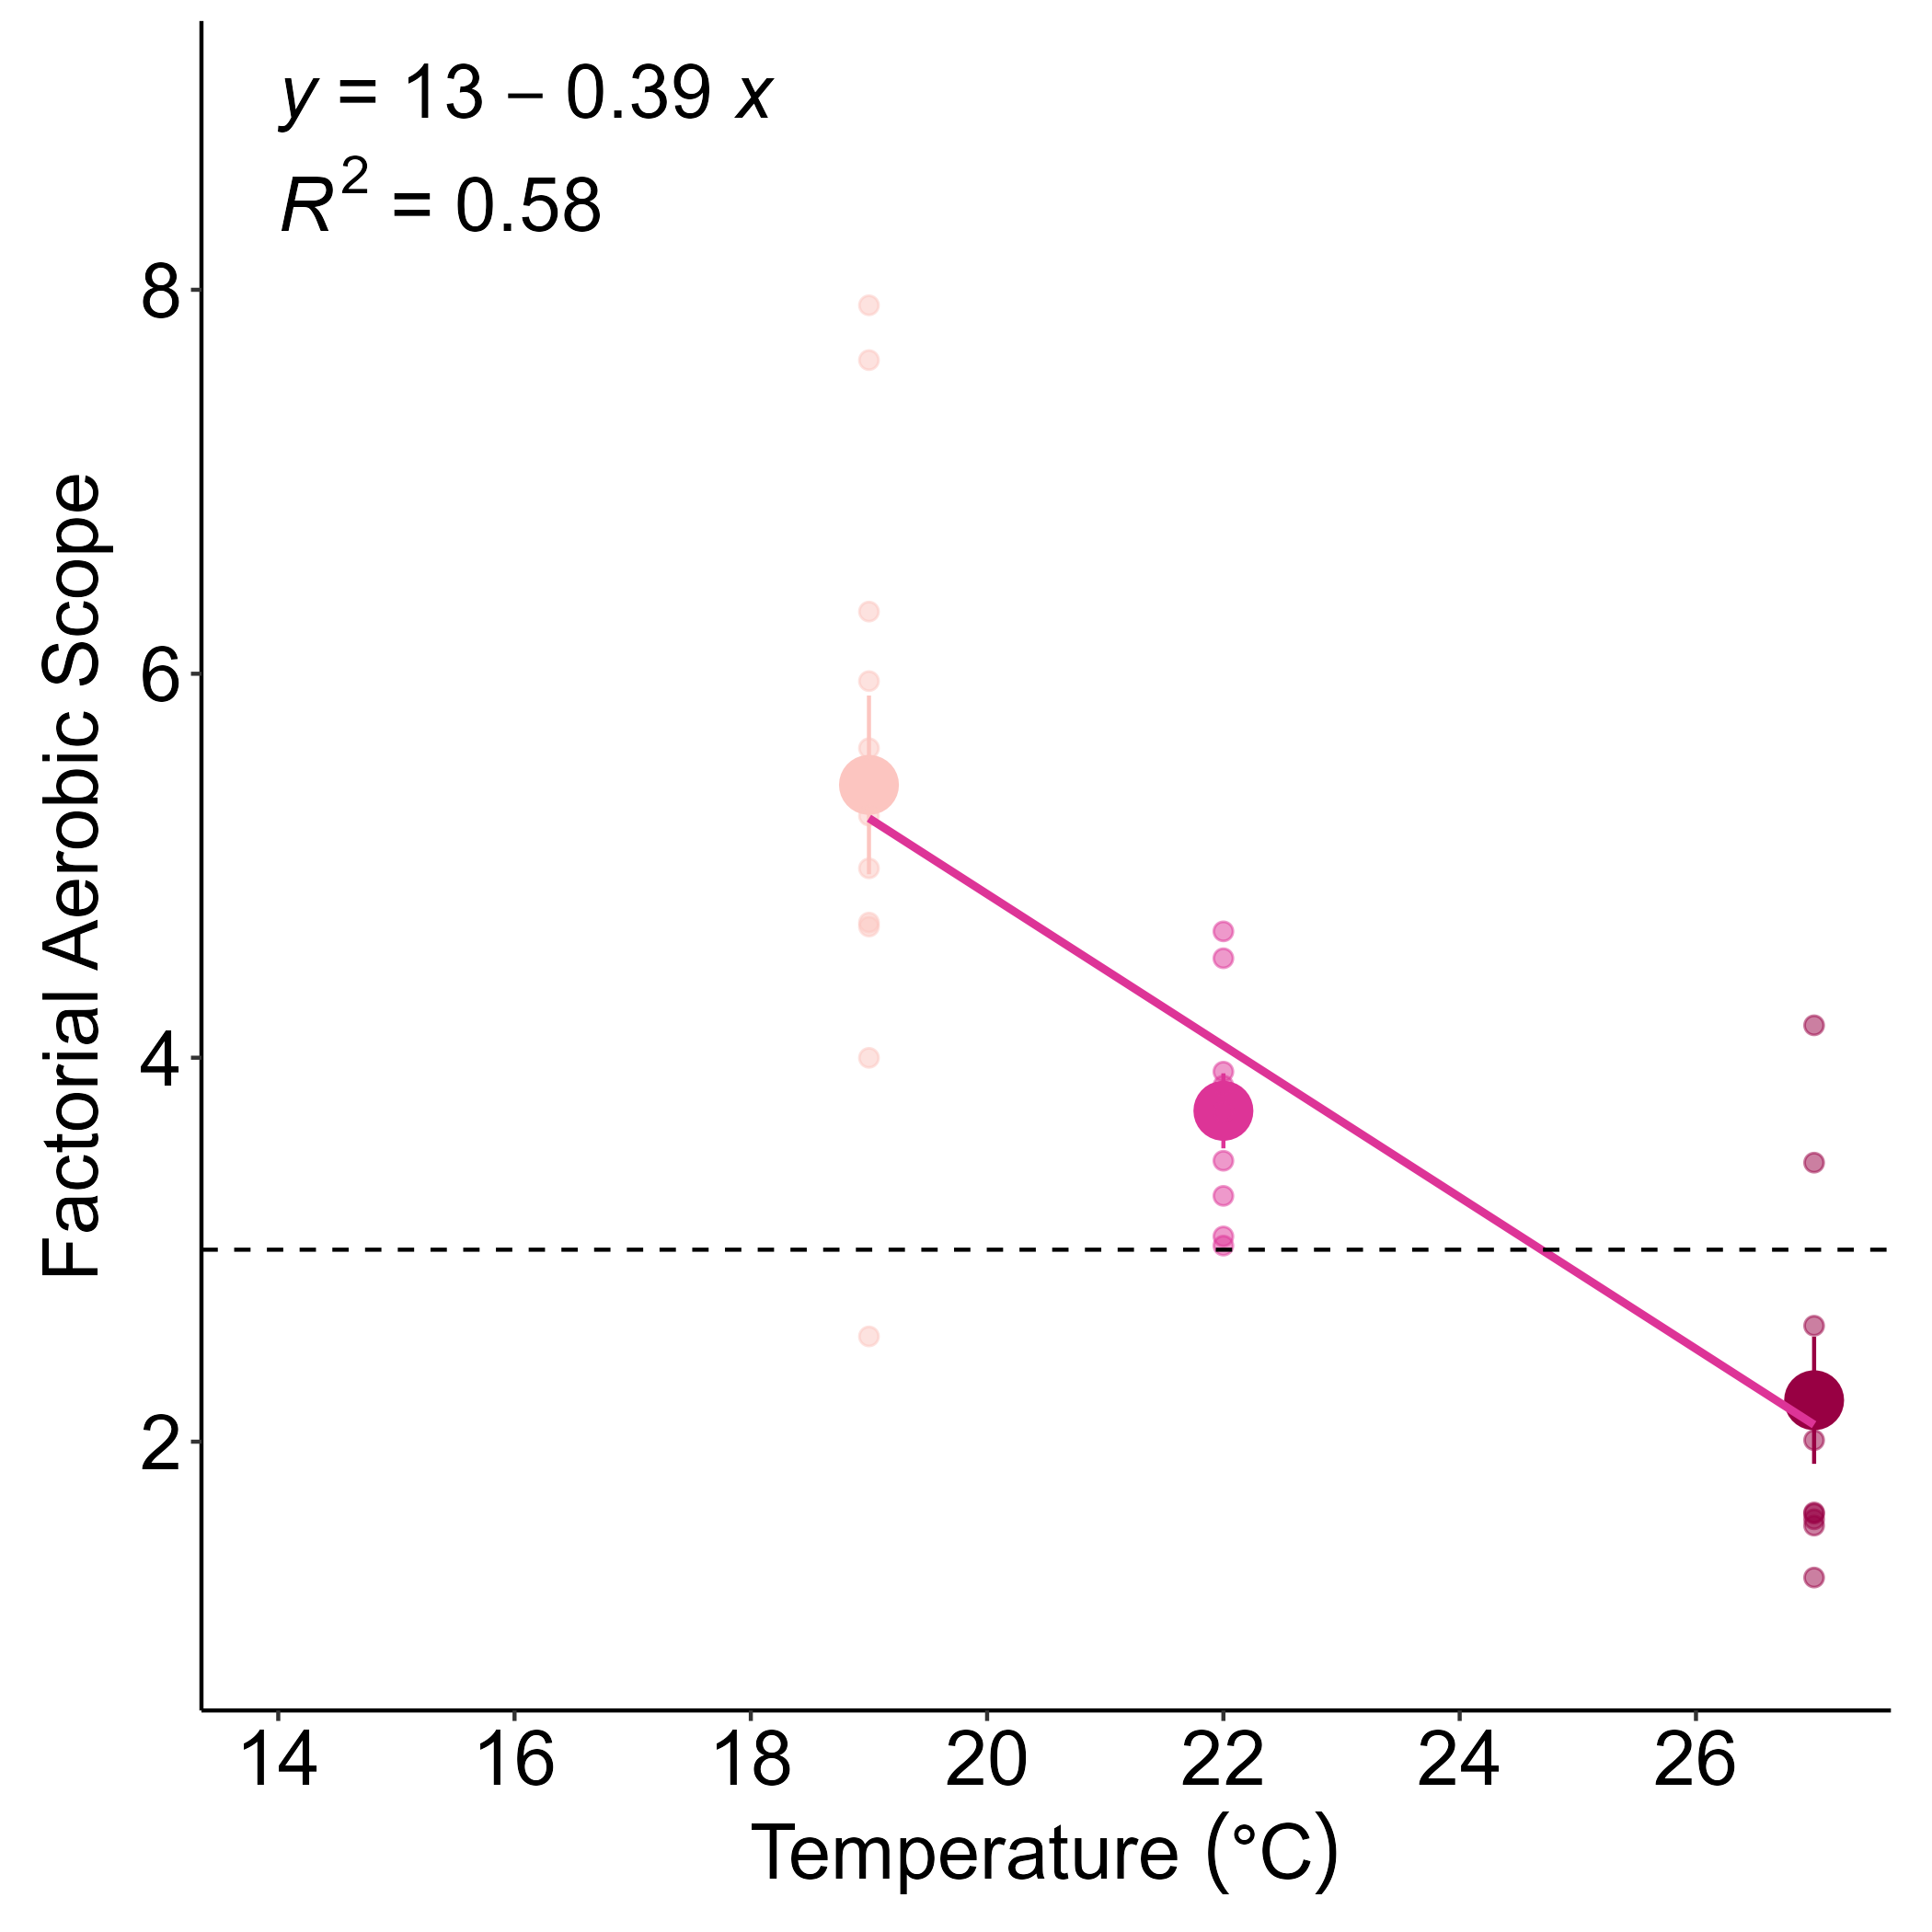 y = 13 – 0.39 x
R² = 0.58
8
6
4
2
Factorial Aerobic Scope
14 16 18 20 22 24 26
Temperature (°C)